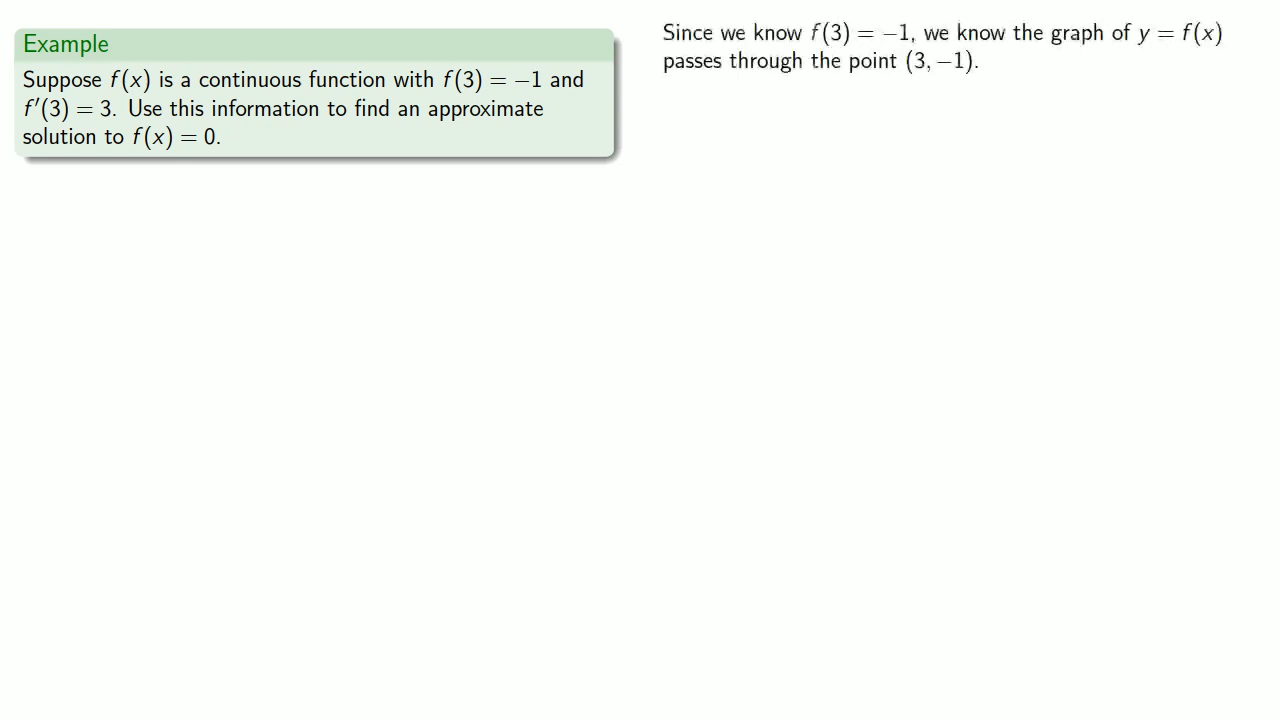 Example
Suppose f(x) is a continuous function with f(3) = −1 and
f′(3) = 3. Use this information to find an approximate
solution to f(x) = 0.
Since we know f(3) = −1, we know the graph of y = f(x)
passes through the point (3, −1).